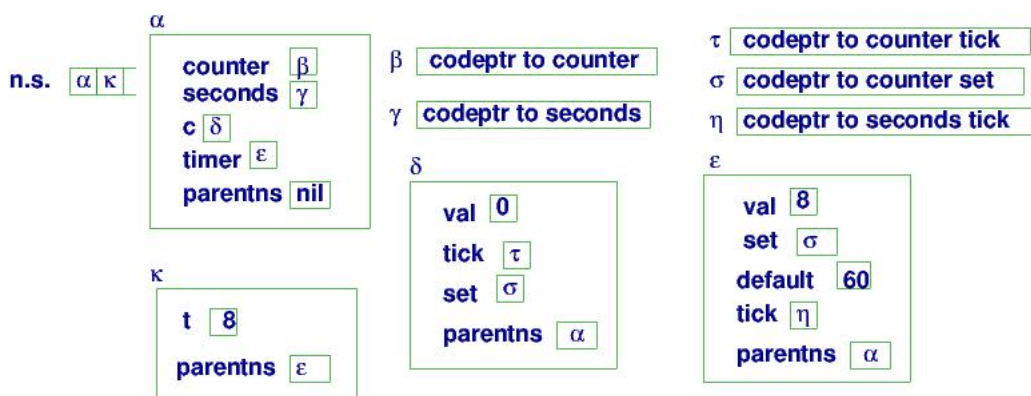 n.s. α κ
α
counter β
seconds γ
c δ
timer ε
parentns nil
β codeptr to counter
γ codeptr to seconds
τ codeptr to counter tick
σ codeptr to counter set
η codeptr to seconds tick
δ
val 0
tick τ
set σ
parentns α
ε
val 8
set σ
default 60
tick η
parentns α
κ
t 8
parentns ε